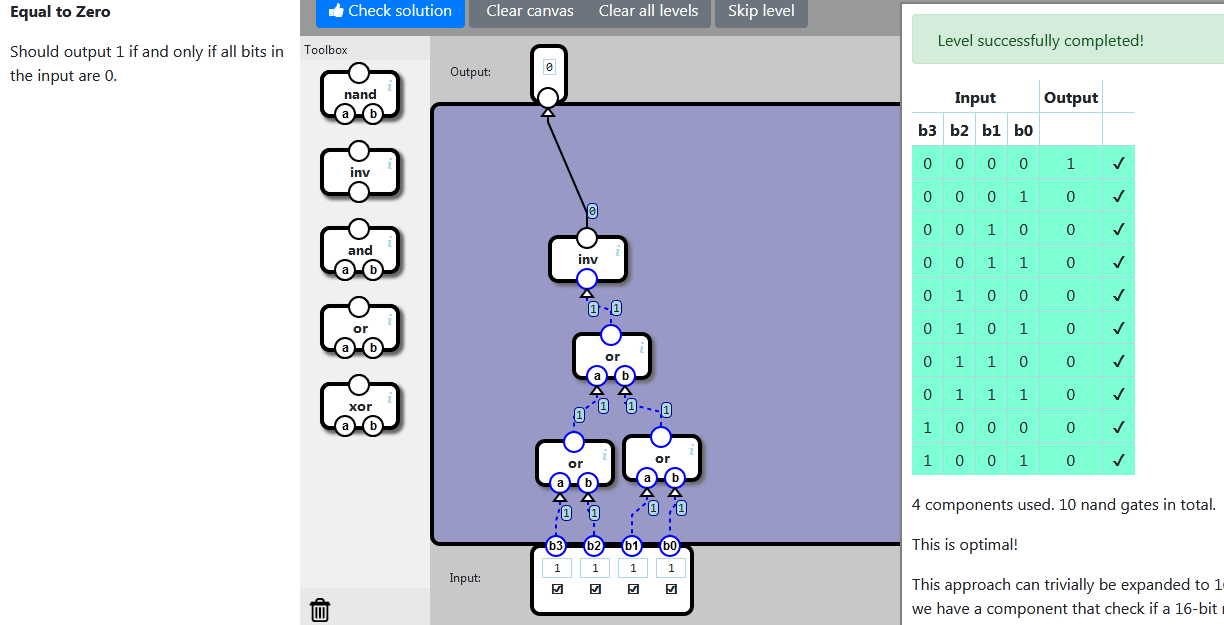 Equal to Zero
Should output 1 if and only if all bits in
the input are 0.
Check solution
Clear canvas
Clear all levels
Skip level
Toolbox
nand
a b
inv
and
a b
or
a b
xor
a b
Output:
0
0
inv
1 1
or
a b
1 1 1 1
or
a b
or
a b
1 1 1 1
b3 b2 b1 b0
Input:
1 1 1 1
Level successfully completed!
Input Output
b3 b2 b1 b0
0 0 0 0 1 ✓
0 0 0 1 0 ✓
0 0 1 0 0 ✓
0 0 1 1 0 ✓
0 1 0 0 0 ✓
0 1 0 1 0 ✓
0 1 1 0 0 ✓
0 1 1 1 0 ✓
1 0 0 0 0 ✓
1 0 0 1 0 ✓
4 components used. 10 nand gates in total.
This is optimal!
This approach can trivially be expanded to
we have a component that check if a 16-bit